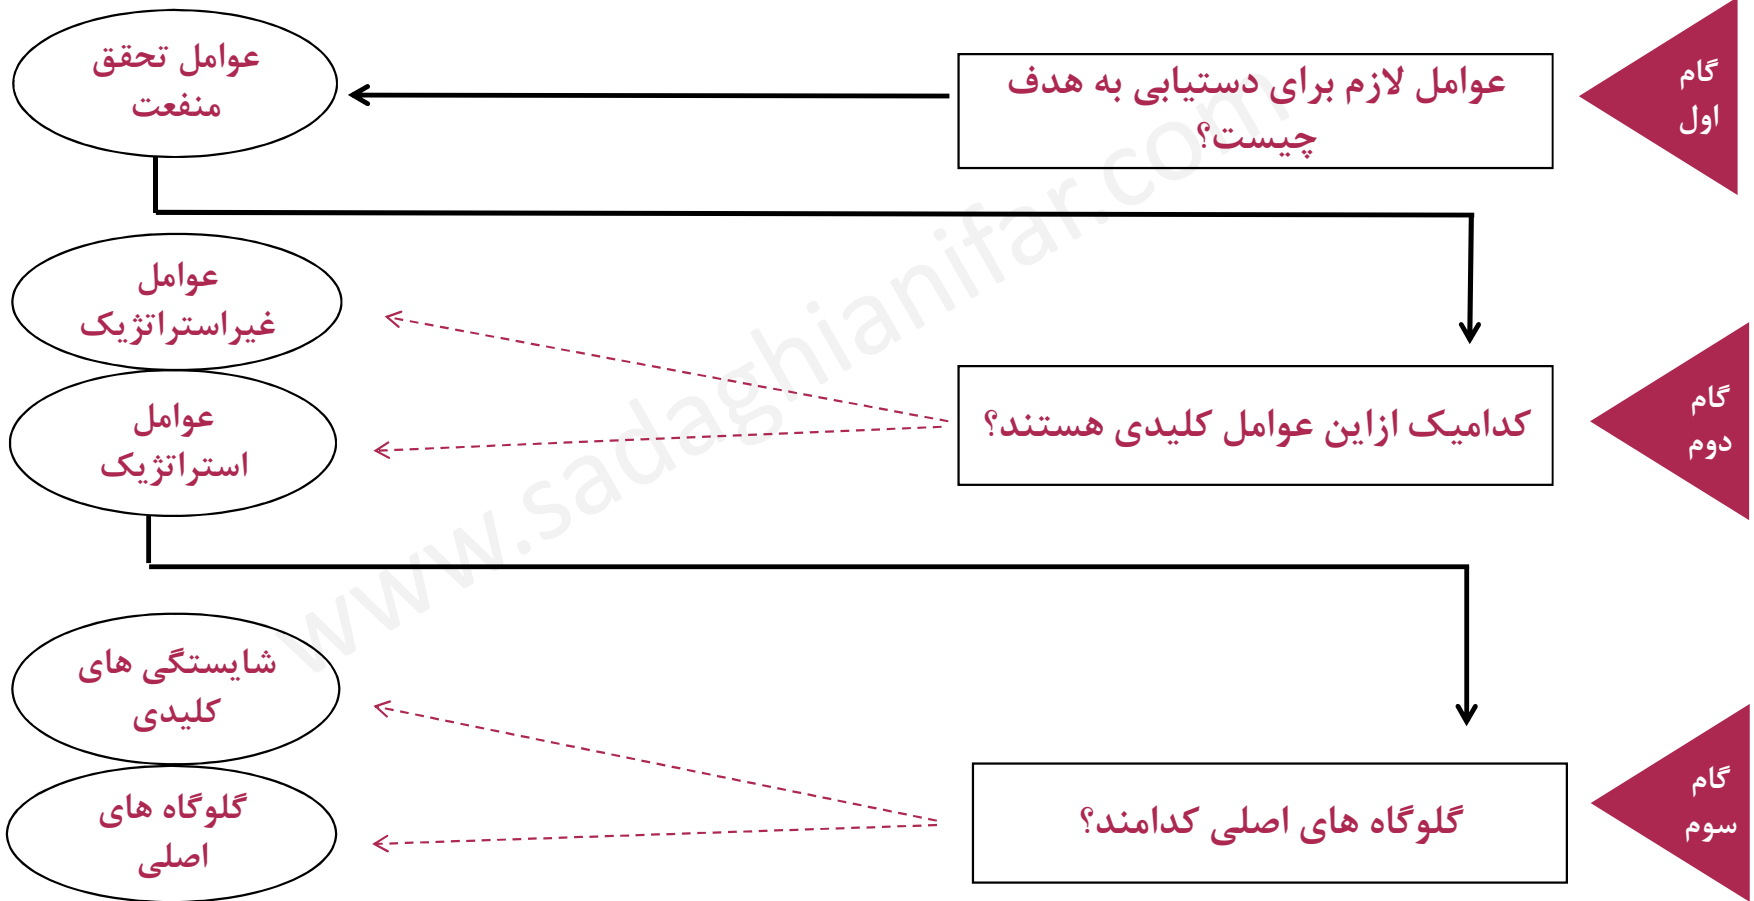 گام
اول
عوامل لازم برای دستیابی به هدف
چیست؟
عوامل تحقق
منفعت
گام
دوم
کدامیک ازاین عوامل کلیدی هستند؟
عوامل
غیراستراتژیک
عوامل
استراتژیک
گام
سوم
گلوگاه های اصلی کدامند؟
شایستگی های
کلیدی
گلوگاه های
اصلی
www.sadaghianifar.com